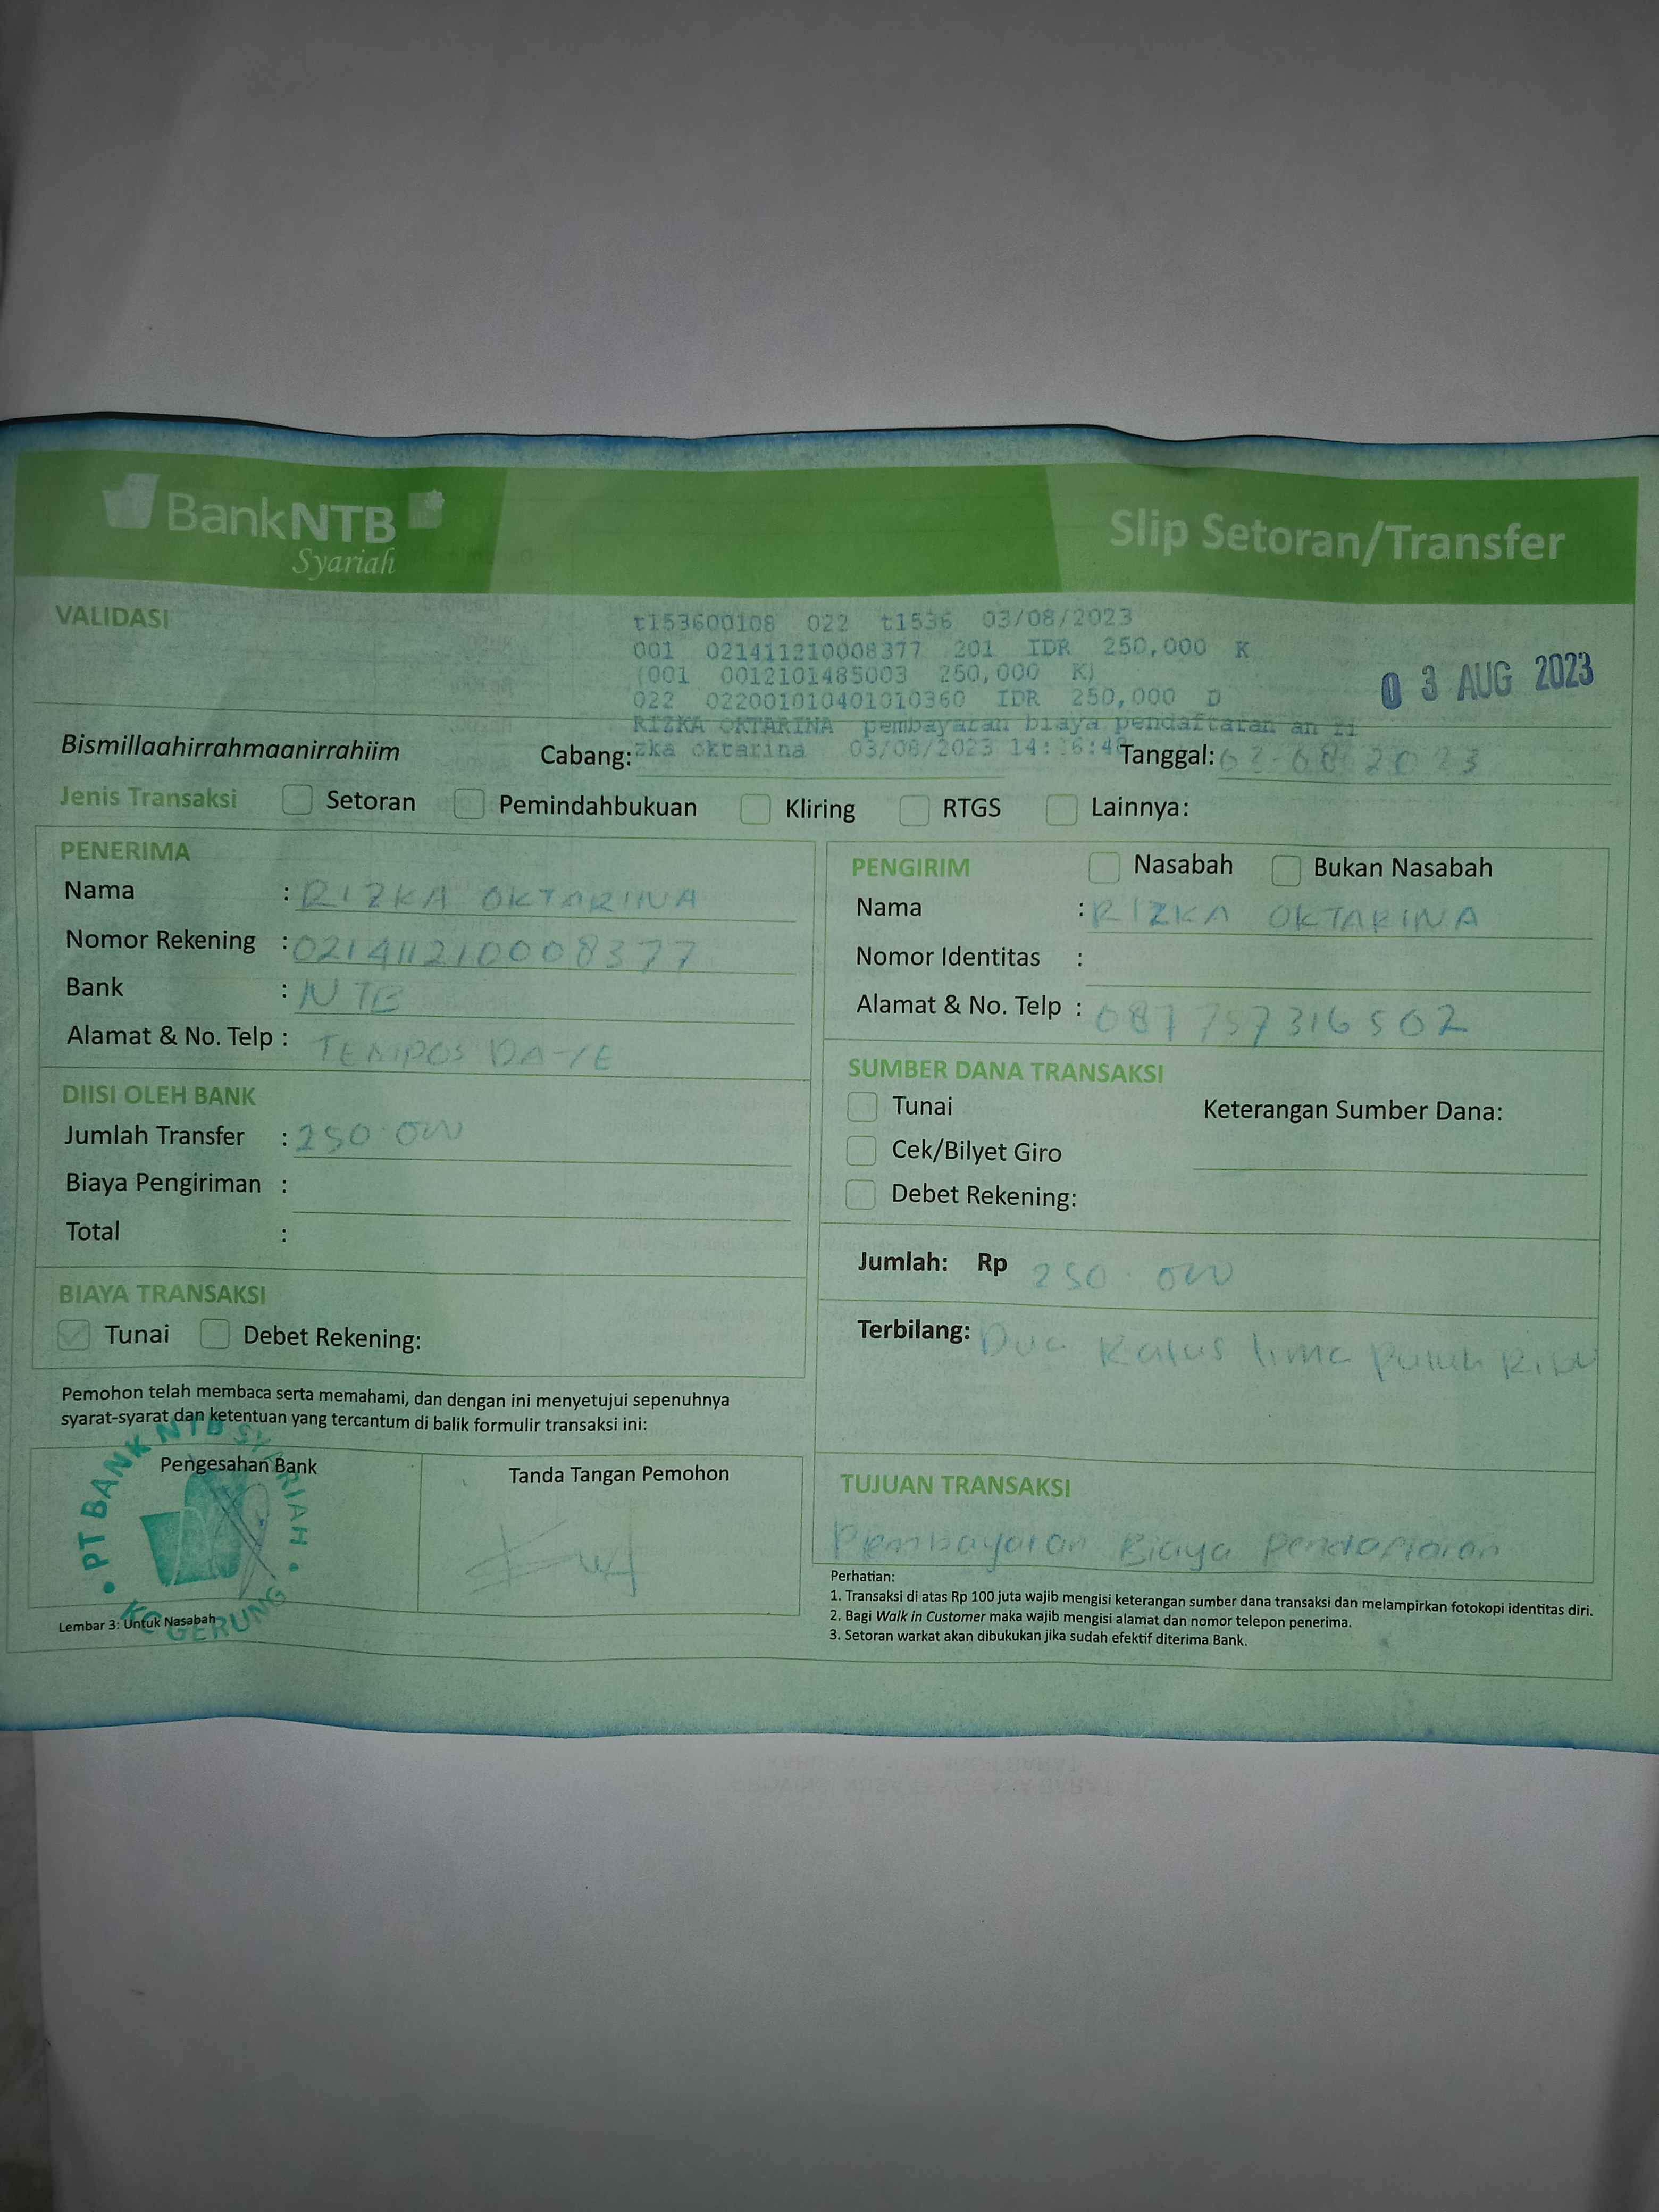 BankNTB
Syariah
Slip Setoran/Transfer
VALIDASI
t153600108 022 t1536 03/08/2023
001 021411210008377 201 IDR 250,000 K
(001 0012101485003 250,000 K)
022 022001010401010360 IDR 250,000 D
RIZKA OKTARINA pembayaran biaya pendaftaran an ri
zka oktarina 03/08/2023 14:16:48
03 AUG 2023
Bismillaahirrahmaanirrahiim
Cabang:
Tanggal: 03-08 2023
Jenis Transaksi Setoran Pemindahbukuan Kliring RTGS Lainnya:
PENERIMA
Nama : RIZKA OKTARINA
Nomor Rekening : 021411210008377
Bank : NTB
Alamat & No. Telp : TEMPOS
DIISI OLEH BANK
Jumlah Transfer : 250.000
Biaya Pengiriman :
Total :
BIAYA TRANSAKSI
Tunai Debet Rekening:
Pemohon telah membaca serta memahami, dan dengan ini menyetujui sepenuhnya
syarat-syarat dan ketentuan yang tercantum di balik formulir transaksi ini:
Pengesahan Bank
Tanda Tangan Pemohon
PT BANK NTB SYARIAH
KC GERUNG
Lembar 3: Untuk Nasabah
PENGIRIM Nasabah Bukan Nasabah
Nama : RIZKA OKTARINA
Nomor Identitas :
Alamat & No. Telp : 087757316502
SUMBER DANA TRANSAKSI
Tunai
Keterangan Sumber Dana:
Cek/Bilyet Giro
Debet Rekening:
Jumlah: Rp 250.000
Terbilang: Dua Ratus lima puluh Ribu
TUJUAN TRANSAKSI
Pembayaran Biaya Pendaftaran
Perhatian:
1. Transaksi di atas Rp 100 juta wajib mengisi keterangan sumber dana transaksi dan melampirkan fotokopi identitas diri.
2. Bagi Walk in Customer maka wajib mengisi alamat dan nomor telepon penerima.
3. Setoran warkat akan dibukukan jika sudah efektif diterima Bank.